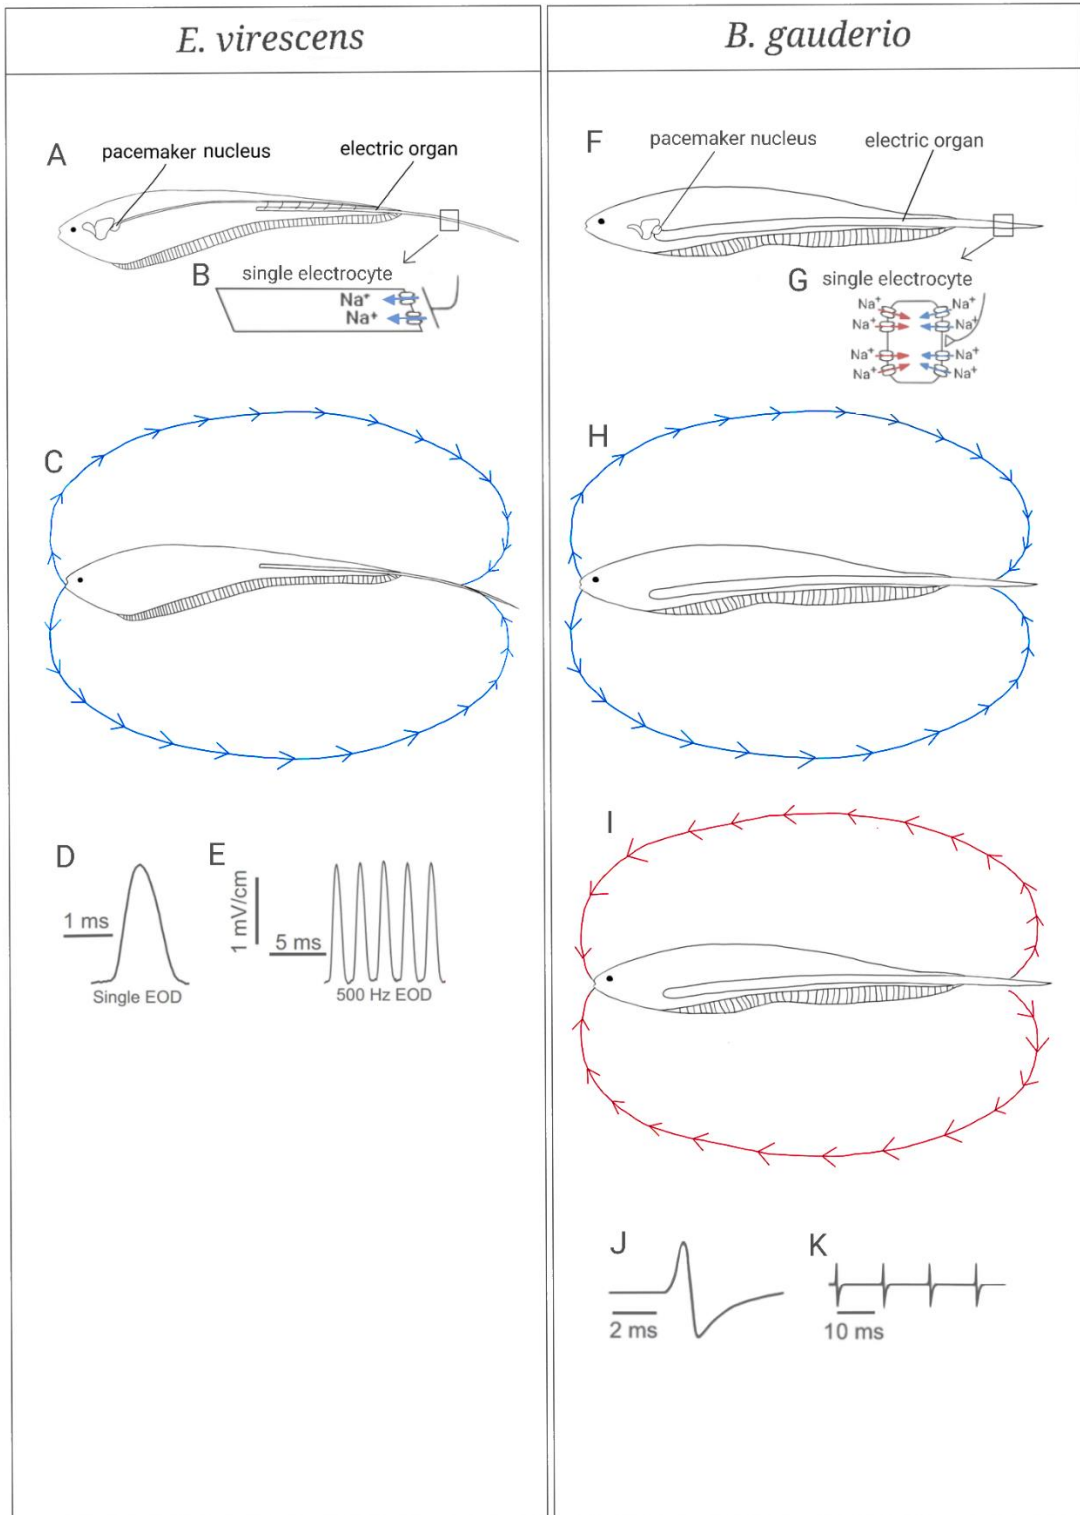 E. virescens
A
pacemaker nucleus
electric organ
B
single electrocyte
Na⁺
Na⁺
C
D
1 ms
Single EOD
E
1 mV/cm
5 ms
500 Hz EOD
B. gauderio
F
pacemaker nucleus
electric organ
G
single electrocyte
Na⁺ Na⁺
Na⁺ Na⁺
Na⁺ Na⁺
Na⁺ Na⁺
H
I
J
2 ms
K
10 ms